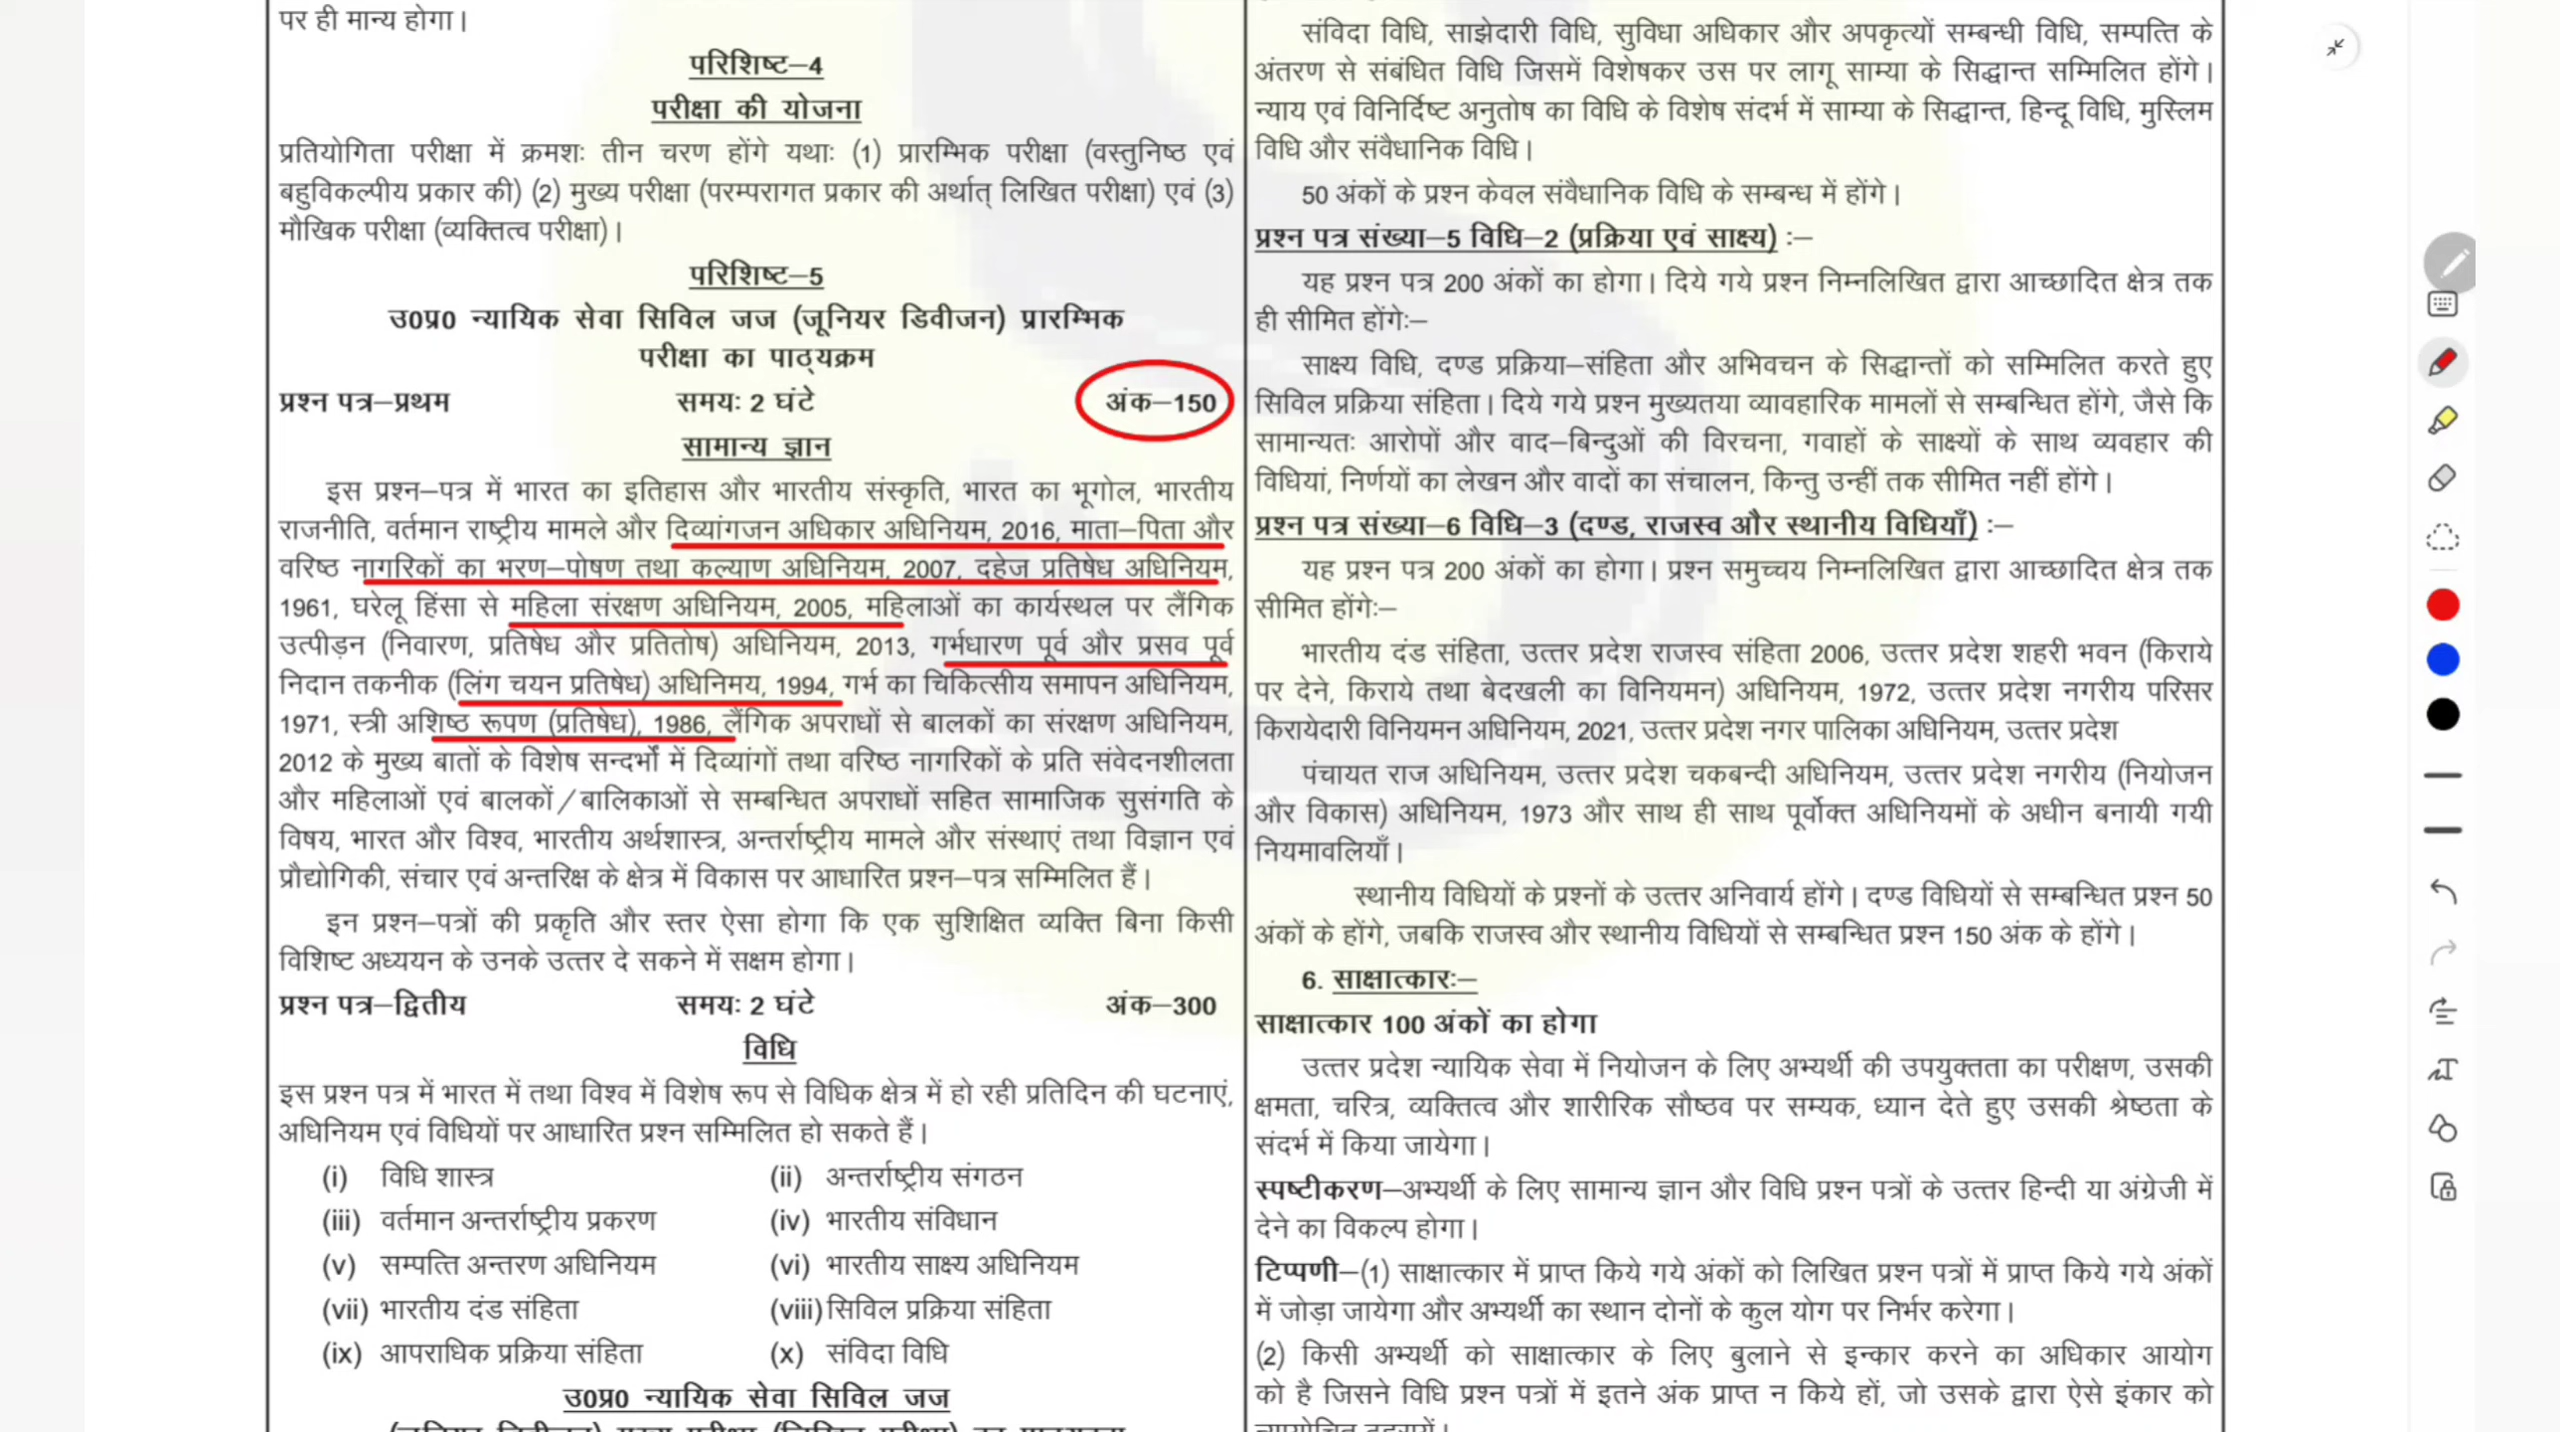 पर ही मान्य होगा।
परिशिष्ट–4
परीक्षा की योजना
प्रतियोगिता परीक्षा में क्रमशः तीन चरण होंगे यथाः (1) प्रारम्भिक परीक्षा (वस्तुनिष्ठ एवं
बहुविकल्पीय प्रकार की) (2) मुख्य परीक्षा (परम्परागत प्रकार की अर्थात् लिखित परीक्षा) एवं (3)
मौखिक परीक्षा (व्यक्तित्व परीक्षा)।
परिशिष्ट–5
उ0प्र0 न्यायिक सेवा सिविल जज (जूनियर डिवीजन) प्रारम्भिक
परीक्षा का पाठ्यक्रम
प्रश्न पत्र–प्रथम समयः 2 घंटे अंक–150
सामान्य ज्ञान
इस प्रश्न–पत्र में भारत का इतिहास और भारतीय संस्कृति, भारत का भूगोल, भारतीय
राजनीति, वर्तमान राष्ट्रीय मामले और दिव्यांगजन अधिकार अधिनियम, 2016, माता–पिता और
वरिष्ठ नागरिकों का भरण–पोषण तथा कल्याण अधिनियम, 2007, दहेज प्रतिषेध अधिनियम,
1961, घरेलू हिंसा से महिला संरक्षण अधिनियम, 2005, महिलाओं का कार्यस्थल पर लैंगिक
उत्पीड़न (निवारण, प्रतिषेध और प्रतितोष) अधिनियम, 2013, गर्भधारण पूर्व और प्रसव पूर्व
निदान तकनीक (लिंग चयन प्रतिषेध) अधिनिमय, 1994, गर्भ का चिकित्सीय समापन अधिनियम,
1971, स्त्री अशिष्ठ रूपण (प्रतिषेध), 1986, लैंगिक अपराधों से बालकों का संरक्षण अधिनियम,
2012 के मुख्य बातों के विशेष सन्दर्भों में दिव्यांगों तथा वरिष्ठ नागरिकों के प्रति संवेदनशीलता
और महिलाओं एवं बालकों/बालिकाओं से सम्बन्धित अपराधों सहित सामाजिक सुसंगति के
विषय, भारत और विश्व, भारतीय अर्थशास्त्र, अन्तर्राष्ट्रीय मामले और संस्थाएं तथा विज्ञान एवं
प्रौद्योगिकी, संचार एवं अन्तरिक्ष के क्षेत्र में विकास पर आधारित प्रश्न–पत्र सम्मिलित हैं।
इन प्रश्न–पत्रों की प्रकृति और स्तर ऐसा होगा कि एक सुशिक्षित व्यक्ति बिना किसी
विशिष्ट अध्ययन के उनके उत्तर दे सकने में सक्षम होगा।
प्रश्न पत्र–द्वितीय समयः 2 घंटे अंक–300
विधि
इस प्रश्न पत्र में भारत में तथा विश्व में विशेष रूप से विधिक क्षेत्र में हो रही प्रतिदिन की घटनाएं,
अधिनियम एवं विधियों पर आधारित प्रश्न सम्मिलित हो सकते हैं।
(i) विधि शास्त्र (ii) अन्तर्राष्ट्रीय संगठन
(iii) वर्तमान अन्तर्राष्ट्रीय प्रकरण (iv) भारतीय संविधान
(v) सम्पत्ति अन्तरण अधिनियम (vi) भारतीय साक्ष्य अधिनियम
(vii) भारतीय दंड संहिता (viii) सिविल प्रक्रिया संहिता
(ix) आपराधिक प्रक्रिया संहिता (x) संविदा विधि
उ0प्र0 न्यायिक सेवा सिविल जज
संविदा विधि, साझेदारी विधि, सुविधा अधिकार और अपकृत्यों सम्बन्धी विधि, सम्पत्ति के
अंतरण से संबंधित विधि जिसमें विशेषकर उस पर लागू साम्या के सिद्धान्त सम्मिलित होंगे।
न्याय एवं विनिर्दिष्ट अनुतोष का विधि के विशेष संदर्भ में साम्या के सिद्धान्त, हिन्दू विधि, मुस्लिम
विधि और संवैधानिक विधि।
50 अंकों के प्रश्न केवल संवैधानिक विधि के सम्बन्ध में होंगे।
प्रश्न पत्र संख्या–5 विधि–2 (प्रक्रिया एवं साक्ष्य) :–
यह प्रश्न पत्र 200 अंकों का होगा। दिये गये प्रश्न निम्नलिखित द्वारा आच्छादित क्षेत्र तक
ही सीमित होंगेः–
साक्ष्य विधि, दण्ड प्रक्रिया–संहिता और अभिवचन के सिद्धान्तों को सम्मिलित करते हुए
सिविल प्रक्रिया संहिता। दिये गये प्रश्न मुख्यतया व्यावहारिक मामलों से सम्बन्धित होंगे, जैसे कि
सामान्यतः आरोपों और वाद–बिन्दुओं की विरचना, गवाहों के साक्ष्यों के साथ व्यवहार की
विधियां, निर्णयों का लेखन और वादों का संचालन, किन्तु उन्हीं तक सीमित नहीं होंगे।
प्रश्न पत्र संख्या–6 विधि–3 (दण्ड, राजस्व और स्थानीय विधियाँ) :–
यह प्रश्न पत्र 200 अंकों का होगा। प्रश्न समुच्चय निम्नलिखित द्वारा आच्छादित क्षेत्र तक
सीमित होंगेः–
भारतीय दंड संहिता, उत्तर प्रदेश राजस्व संहिता 2006, उत्तर प्रदेश शहरी भवन (किराये
पर देने, किराये तथा बेदखली का विनियमन) अधिनियम, 1972, उत्तर प्रदेश नगरीय परिसर
किरायेदारी विनियमन अधिनियम, 2021, उत्तर प्रदेश नगर पालिका अधिनियम, उत्तर प्रदेश
पंचायत राज अधिनियम, उत्तर प्रदेश चकबन्दी अधिनियम, उत्तर प्रदेश नगरीय (नियोजन
और विकास) अधिनियम, 1973 और साथ ही साथ पूर्वोक्त अधिनियमों के अधीन बनायी गयी
नियमावलियाँ।
स्थानीय विधियों के प्रश्नों के उत्तर अनिवार्य होंगे। दण्ड विधियों से सम्बन्धित प्रश्न 50
अंकों के होंगे, जबकि राजस्व और स्थानीय विधियों से सम्बन्धित प्रश्न 150 अंक के होंगे।
6. साक्षात्कारः–
साक्षात्कार 100 अंकों का होगा
उत्तर प्रदेश न्यायिक सेवा में नियोजन के लिए अभ्यर्थी की उपयुक्तता का परीक्षण, उसकी
क्षमता, चरित्र, व्यक्तित्व और शारीरिक सौष्ठव पर सम्यक, ध्यान देते हुए उसकी श्रेष्ठता के
संदर्भ में किया जायेगा।
स्पष्टीकरण–अभ्यर्थी के लिए सामान्य ज्ञान और विधि प्रश्न पत्रों के उत्तर हिन्दी या अंग्रेजी में
देने का विकल्प होगा।
टिप्पणी–(1) साक्षात्कार में प्राप्त किये गये अंकों को लिखित प्रश्न पत्रों में प्राप्त किये गये अंकों
में जोड़ा जायेगा और अभ्यर्थी का स्थान दोनों के कुल योग पर निर्भर करेगा।
(2) किसी अभ्यर्थी को साक्षात्कार के लिए बुलाने से इन्कार करने का अधिकार आयोग
को है जिसने विधि प्रश्न पत्रों में इतने अंक प्राप्त न किये हों, जो उसके द्वारा ऐसे इंकार को